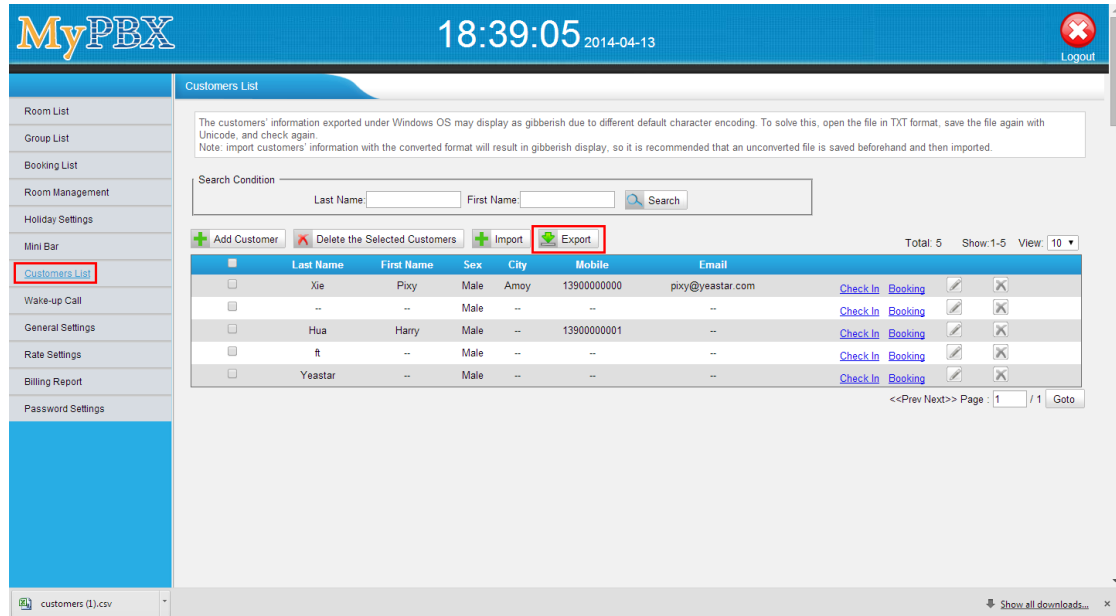 MyPBX
18:39:05 2014-04-13
Logout
Customers List
Room List
Group List
Booking List
Room Management
Holiday Settings
Mini Bar
Customers List
Wake-up Call
General Settings
Rate Settings
Billing Report
Password Settings
The customers' information exported under Windows OS may display as gibberish due to different default character encoding. To solve this, open the file in TXT format, save the file again with
Unicode, and check again.
Note: import customers' information with the converted format will result in gibberish display, so it is recommended that an unconverted file is saved beforehand and then imported.
Search Condition
Last Name: First Name: Search
Add Customer Delete the Selected Customers Import Export Total: 5 Show:1-5 View: 10
Last Name First Name Sex City Mobile Email
Xie Pixy Male Amoy 13900000000 pixy@yeastar.com Check In Booking
-- -- Male -- -- -- Check In Booking
Hua Harry Male -- 13900000001 -- Check In Booking
ft -- Male -- -- -- Check In Booking
Yeastar -- Male -- -- -- Check In Booking
<<Prev Next>> Page : 1 / 1 Goto
customers (1).csv Show all downloads...